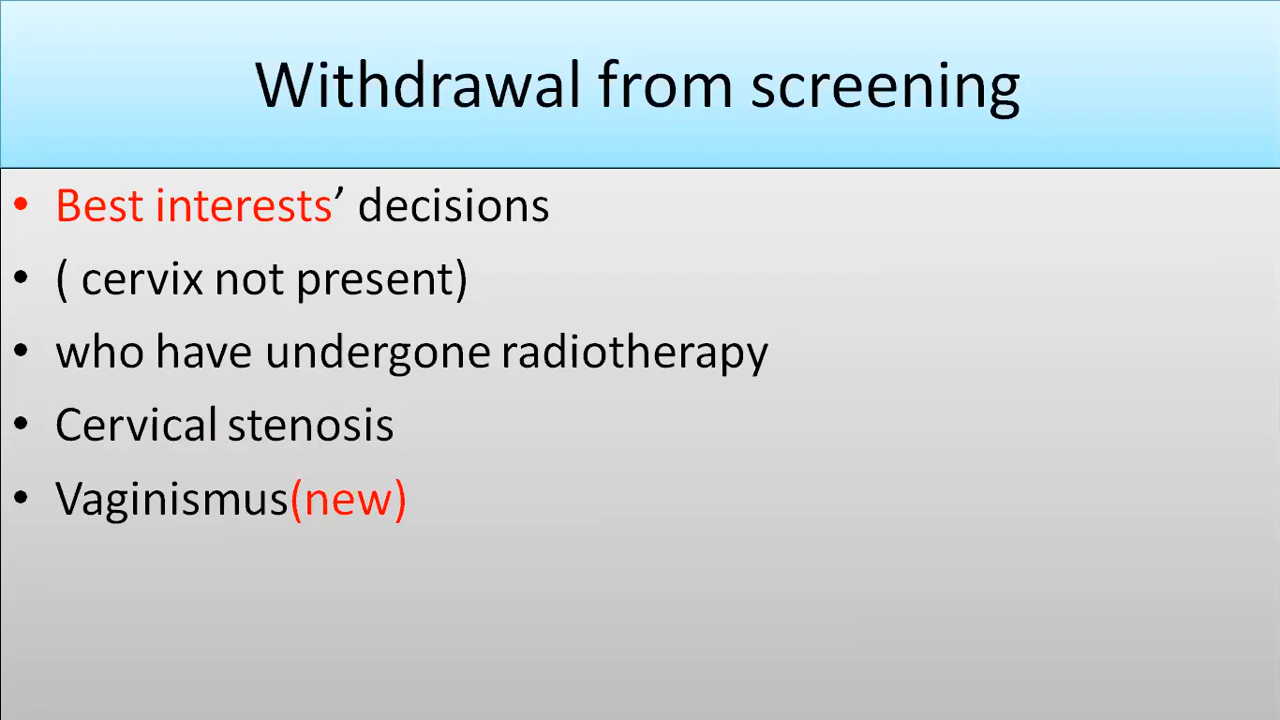 Withdrawal from screening
• Best interests’ decisions
• ( cervix not present)
• who have undergone radiotherapy
• Cervical stenosis
• Vaginismus(new)